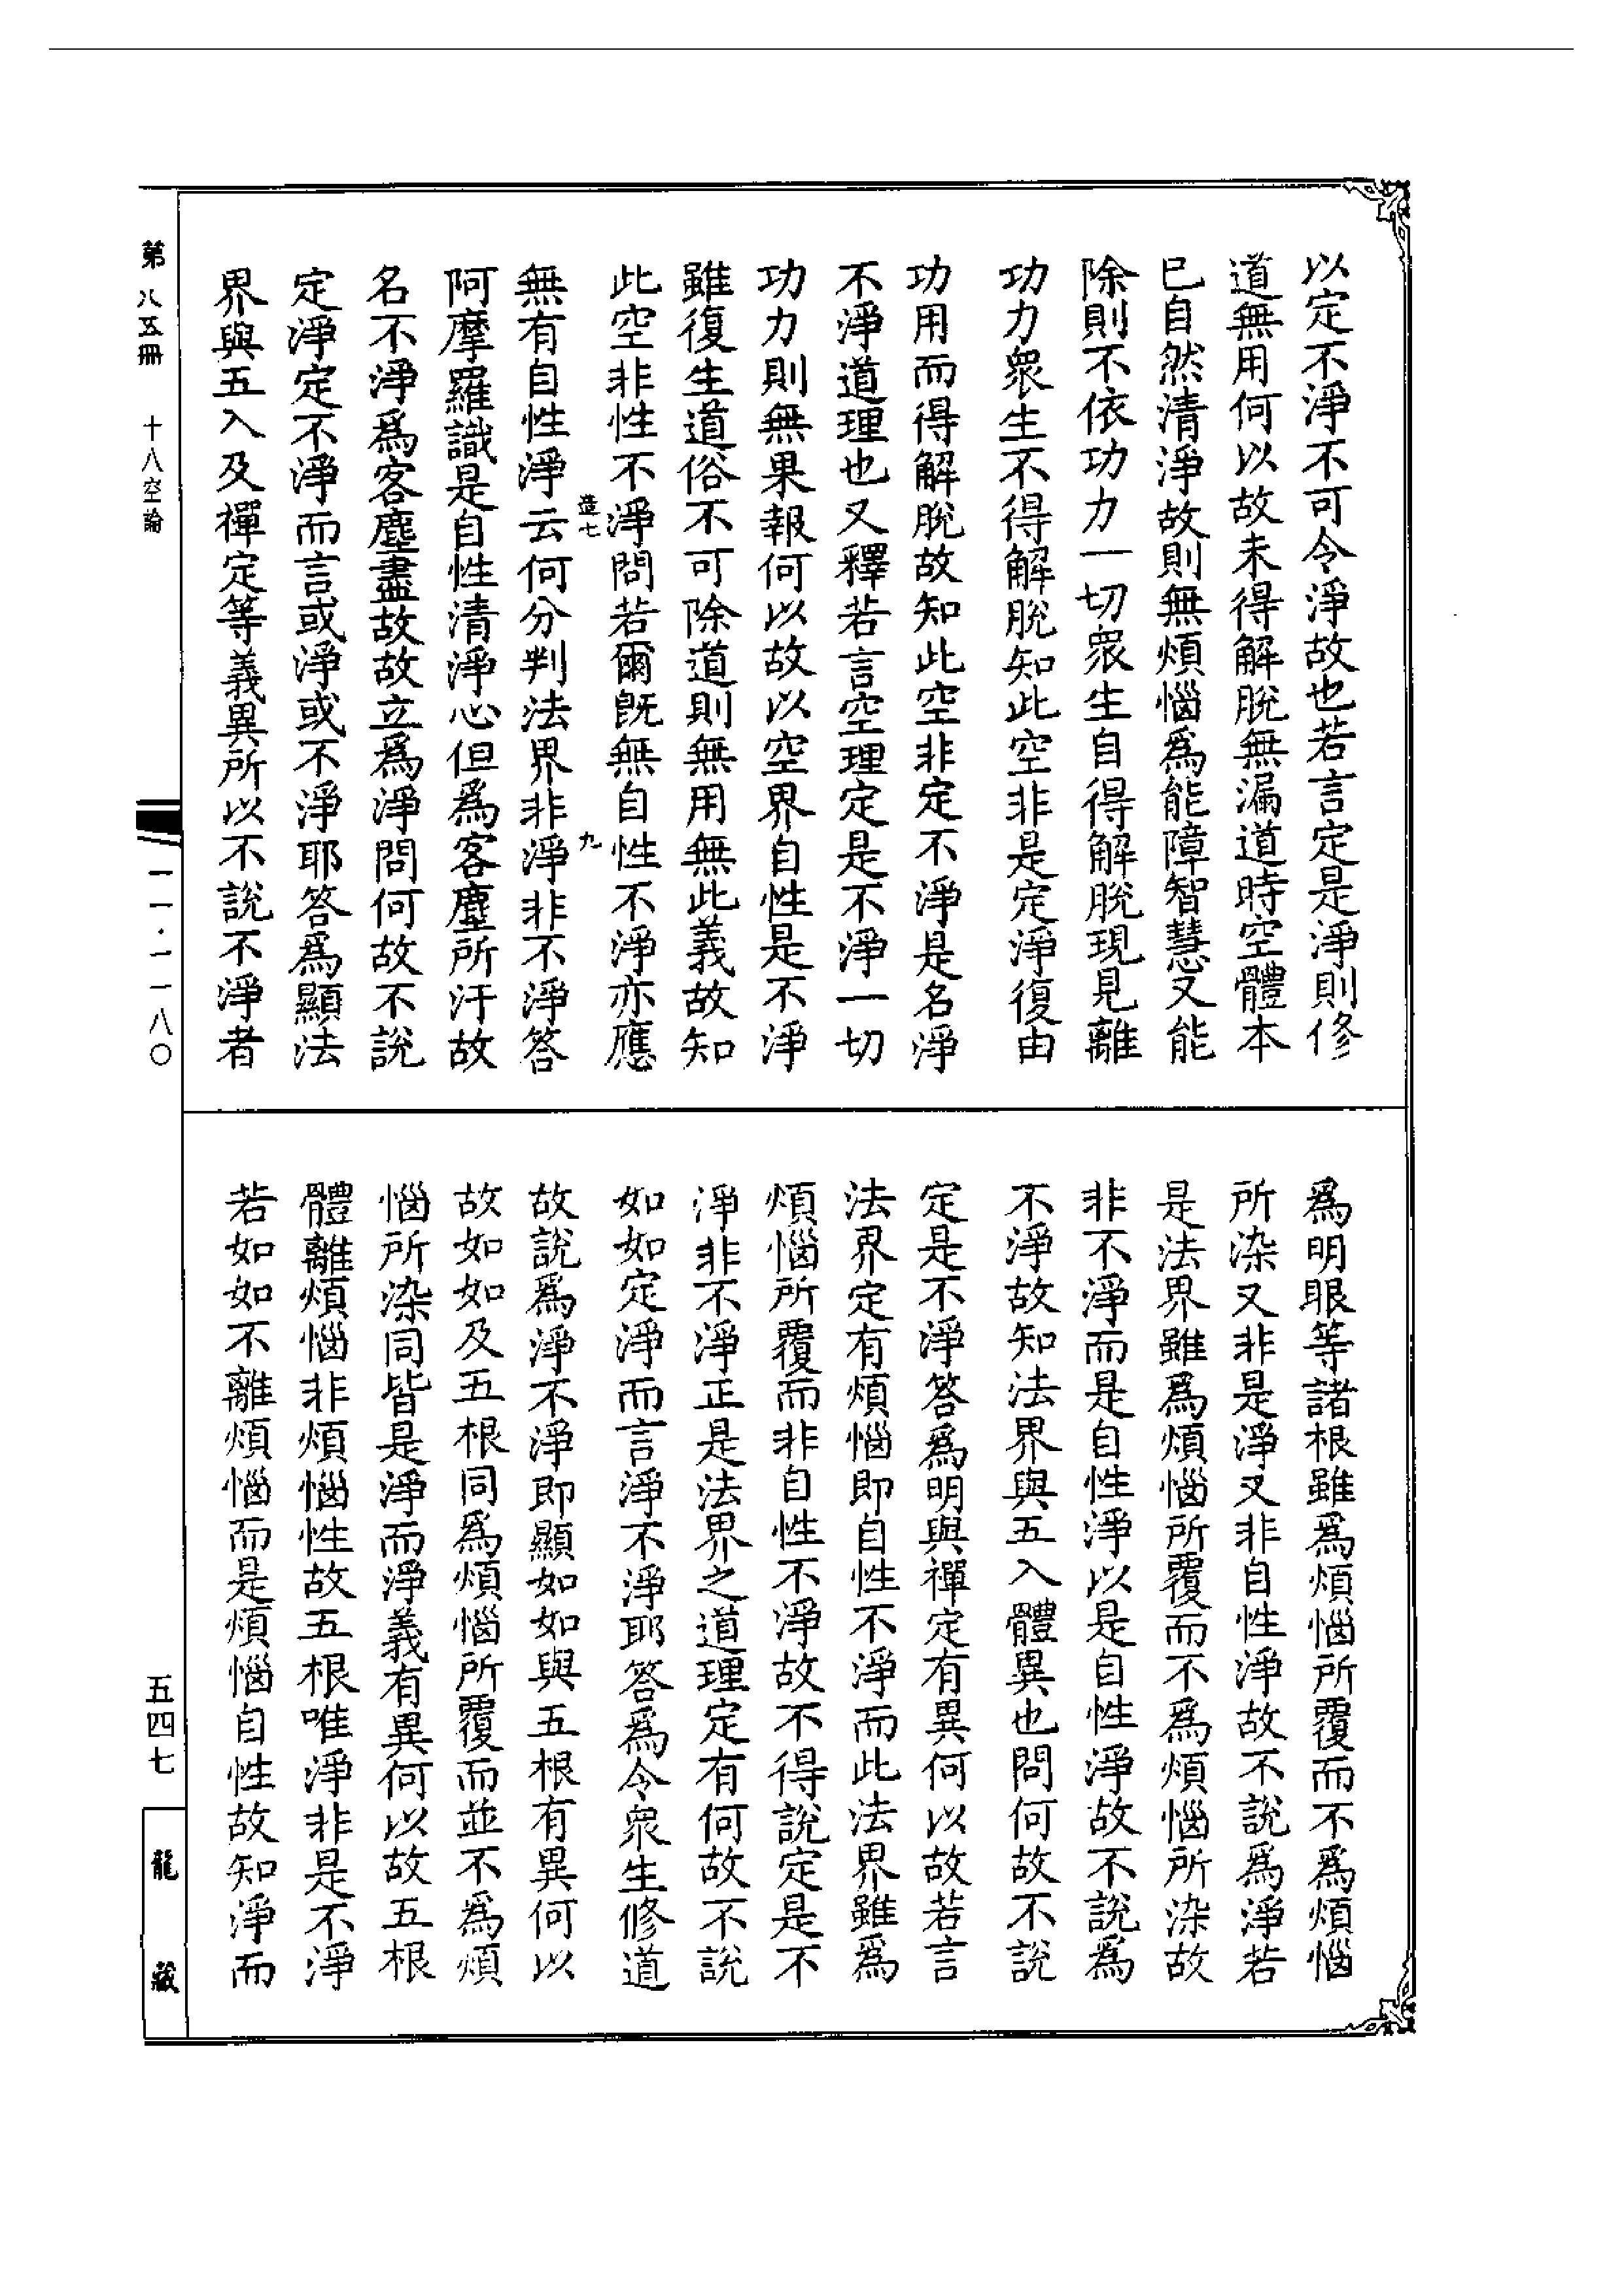 以定不淨不可令淨故也若言定是淨則修
道無用何以故未得解脫無漏道時空體本
已自然清淨故則無煩惱爲能障智慧又能
除則不依功力一切衆生自得解脫現見離
功力衆生不得解脫知此空非是定淨復由
功用而得解脫故知此空非定不淨是名淨
不淨道理也又釋若言空理定是不淨一切
功力則無果報何以故以空界自性是不淨
雖復生道俗不可除道則無用無此義故知
此空非性不淨問若爾旣無自性不淨亦應
造七
九
無有自性淨云何分判法界非淨非不淨答
阿摩羅識是自性清淨心但爲客塵所汙故
名不淨爲客塵盡故故立爲淨問何故不說
定淨定不淨而言或淨或不淨耶答爲顯法
界與五入及禪定等義異所以不說不淨者
爲明眼等諸根雖爲煩惱所覆而不爲煩惱
所染又非是淨又非自性淨故不說爲淨若
是法界雖爲煩惱所覆而不爲煩惱所染故
非不淨而是自性淨以是自性淨故不說爲
不淨故知法界與五入體異也問何故不說
定是不淨答爲明與禪定有異何以故若言
法界定有煩惱即自性不淨而此法界雖爲
煩惱所覆而非自性不淨故不得說定是不
淨非不淨正是法界之道理定有何故不說
如如定淨而言淨不淨耶答爲令衆生修道
故說爲淨不淨即顯如如與五根有異何以
故如如及五根同爲煩惱所覆而並不爲煩
惱所染同皆是淨而淨義有異何以故五根
體離煩惱非煩惱性故五根唯淨非是不淨
若如如不離煩惱而是煩惱自性故知淨而
第八五冊
十八空論
一一·一一八〇
五四七
龍藏